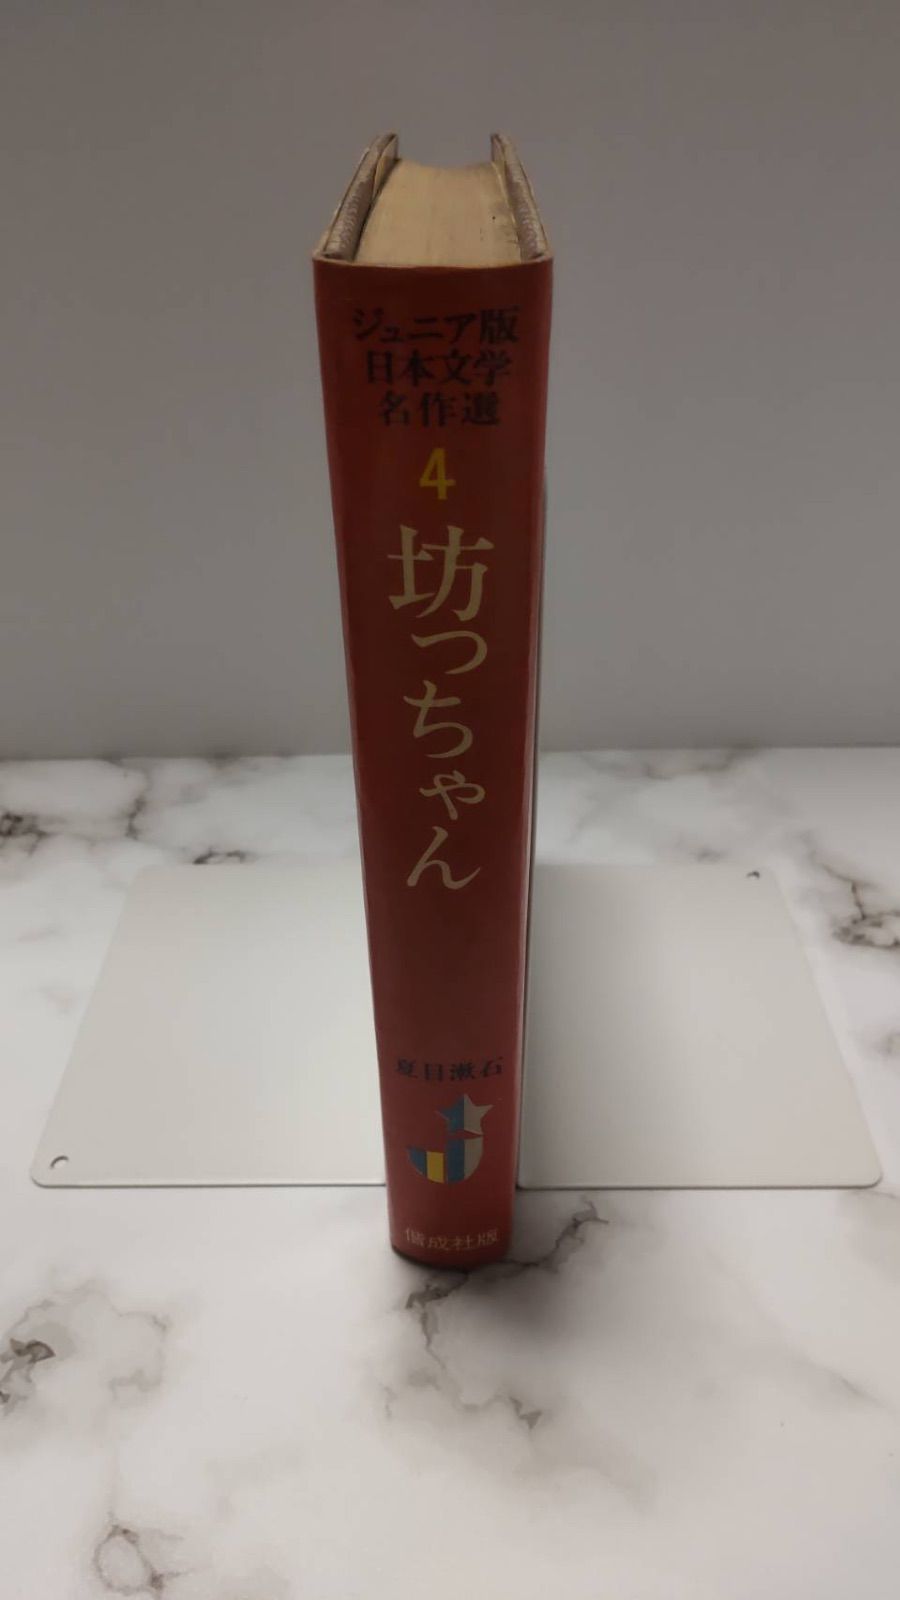 ジュニア版
日本文学
名作選
4
坊っちゃん
夏目漱石
偕成社版